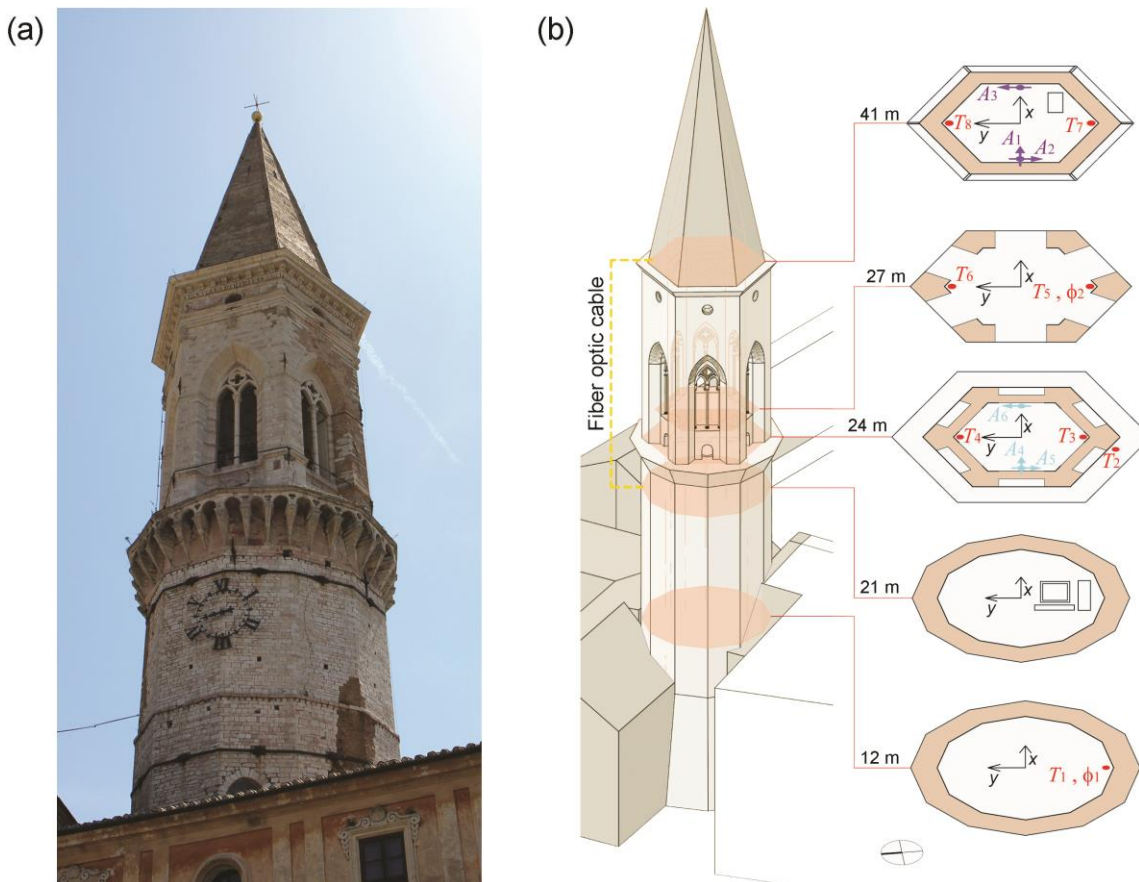 (a)
(b)
Fiber optic cable
41 m
A3
x
y
T8
T7
A1
A2
27 m
T6
x
y
T5 , ϕ2
24 m
A6
x
y
T4
T3
A4
A5
T2
21 m
x
y
12 m
x
y
T1 , ϕ1